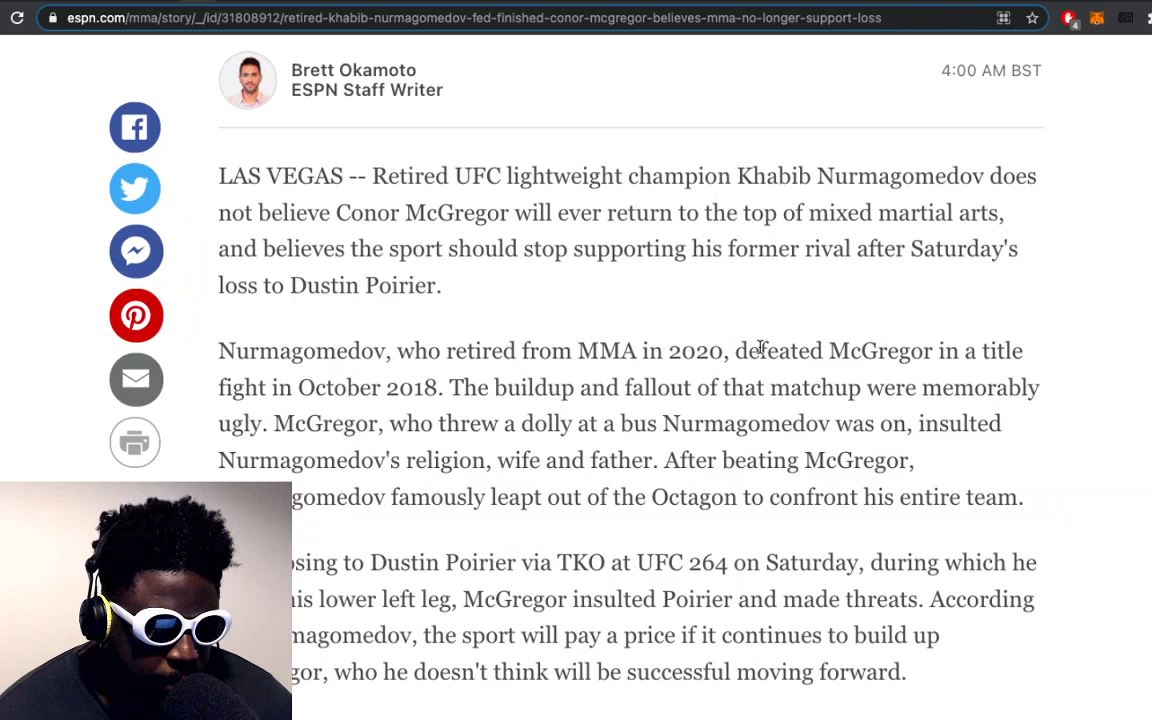 espn.com/mma/story/_/id/31808912/retired-khabib-nurmagomedov-fed-finished-conor-mcgregor-believes-mma-no-longer-support-loss
4
Brett Okamoto
ESPN Staff Writer
4:00 AM BST
LAS VEGAS -- Retired UFC lightweight champion Khabib Nurmagomedov does
not believe Conor McGregor will ever return to the top of mixed martial arts,
and believes the sport should stop supporting his former rival after Saturday's
loss to Dustin Poirier.
Nurmagomedov, who retired from MMA in 2020, defeated McGregor in a title
fight in October 2018. The buildup and fallout of that matchup were memorably
ugly. McGregor, who threw a dolly at a bus Nurmagomedov was on, insulted
Nurmagomedov's religion, wife and father. After beating McGregor,
gomedov famously leapt out of the Octagon to confront his entire team.
osing to Dustin Poirier via TKO at UFC 264 on Saturday, during which he
is lower left leg, McGregor insulted Poirier and made threats. According
magomedov, the sport will pay a price if it continues to build up
gor, who he doesn't think will be successful moving forward.